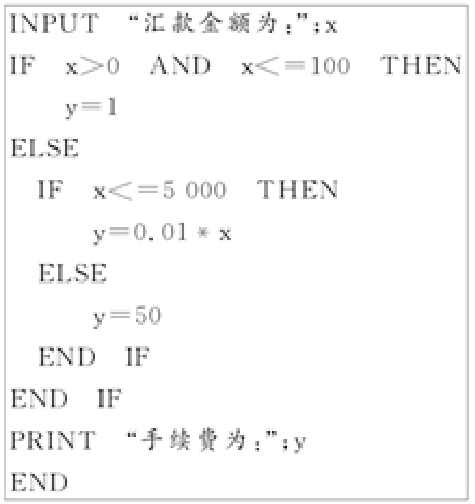 INPUT “汇款金额为:”;x
IF x>0 AND x<=100 THEN
y=1
ELSE
IF x<=5 000 THEN
y=0.01*x
ELSE
y=50
END IF
END IF
PRINT “手续费为:”;y
END